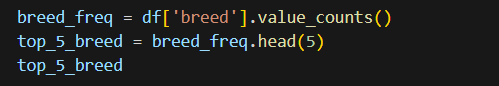 breed_freq = df['breed'].value_counts()
top_5_breed = breed_freq.head(5)
top_5_breed